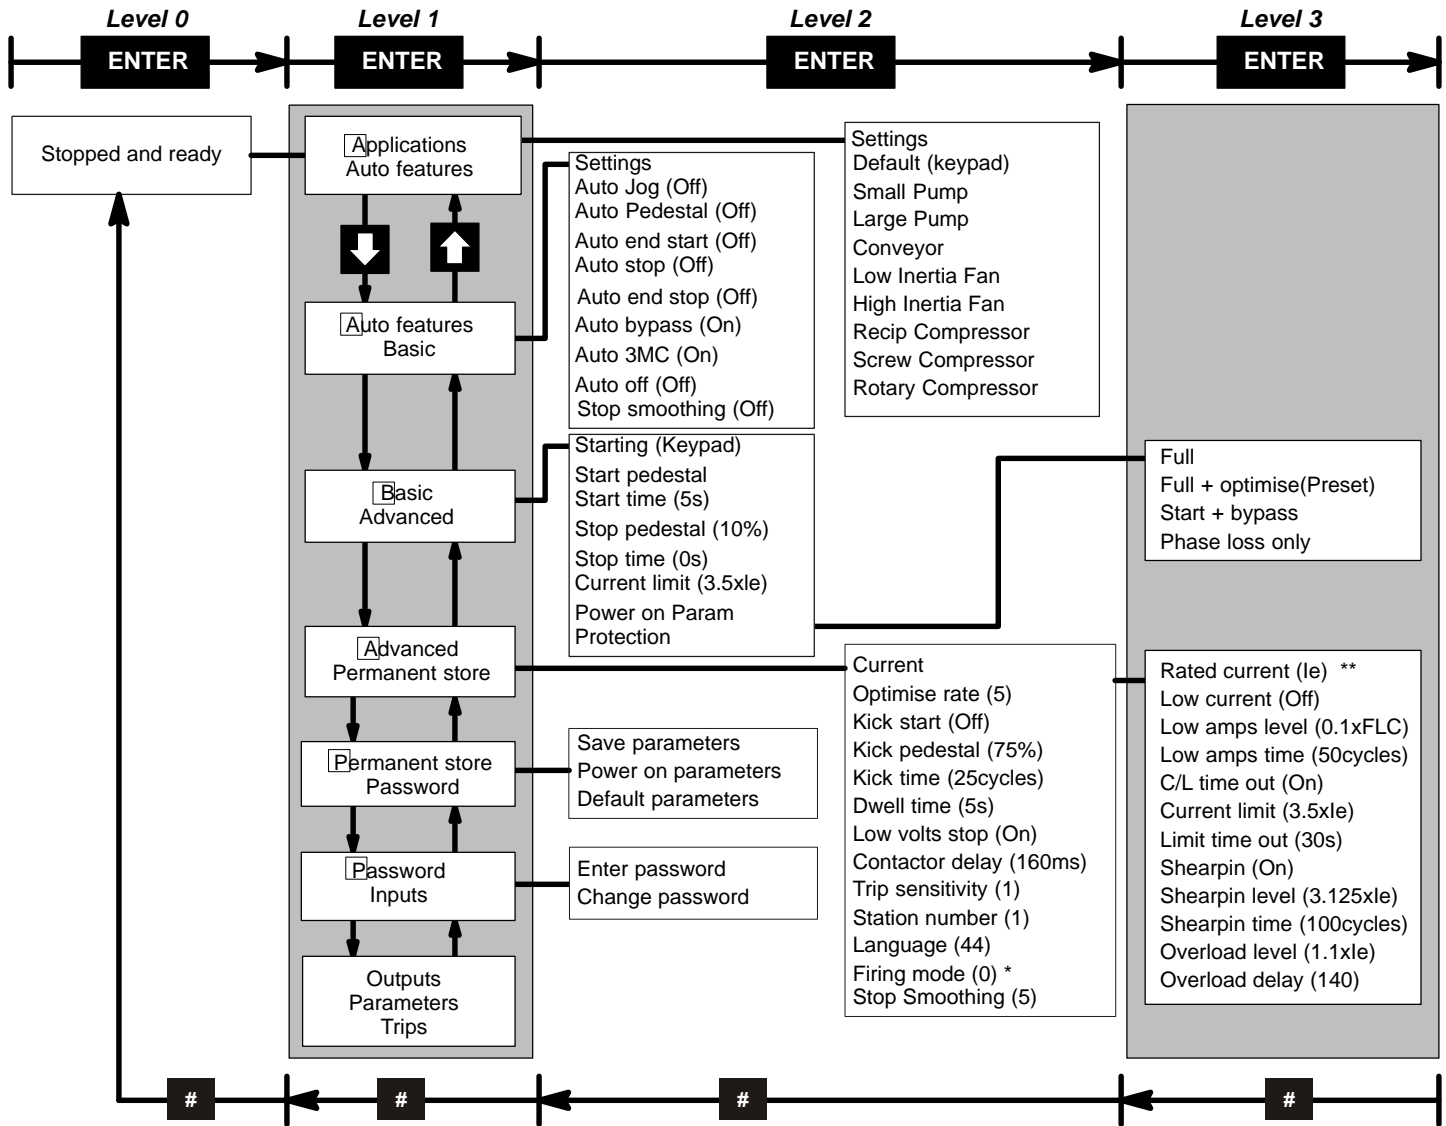 Level 0
Level 1
Level 2
Level 3
ENTER
ENTER
ENTER
ENTER
Stopped and ready
Applications
Auto features
Auto features
Basic
Basic
Advanced
Advanced
Permanent store
Permanent store
Password
Password
Inputs
Outputs
Parameters
Trips
Settings
Auto Jog (Off)
Auto Pedestal (Off)
Auto end start (Off)
Auto stop (Off)
Auto end stop (Off)
Auto bypass (On)
Auto 3MC (On)
Auto off (Off)
Stop smoothing (Off)
Starting (Keypad)
Start pedestal
Start time (5s)
Stop pedestal (10%)
Stop time (0s)
Current limit (3.5xIe)
Power on Param
Protection
Save parameters
Power on parameters
Default parameters
Enter password
Change password
Settings
Default (keypad)
Small Pump
Large Pump
Conveyor
Low Inertia Fan
High Inertia Fan
Recip Compressor
Screw Compressor
Rotary Compressor
Current
Optimise rate (5)
Kick start (Off)
Kick pedestal (75%)
Kick time (25cycles)
Dwell time (5s)
Low volts stop (On)
Contactor delay (160ms)
Trip sensitivity (1)
Station number (1)
Language (44)
Firing mode (0) *
Stop Smoothing (5)
Full
Full + optimise(Preset)
Start + bypass
Phase loss only
Rated current (Ie) **
Low current (Off)
Low amps level (0.1xFLC)
Low amps time (50cycles)
C/L time out (On)
Current limit (3.5xIe)
Limit time out (30s)
Shearpin (On)
Shearpin level (3.125xIe)
Shearpin time (100cycles)
Overload level (1.1xIe)
Overload delay (140)
#
#
#
#